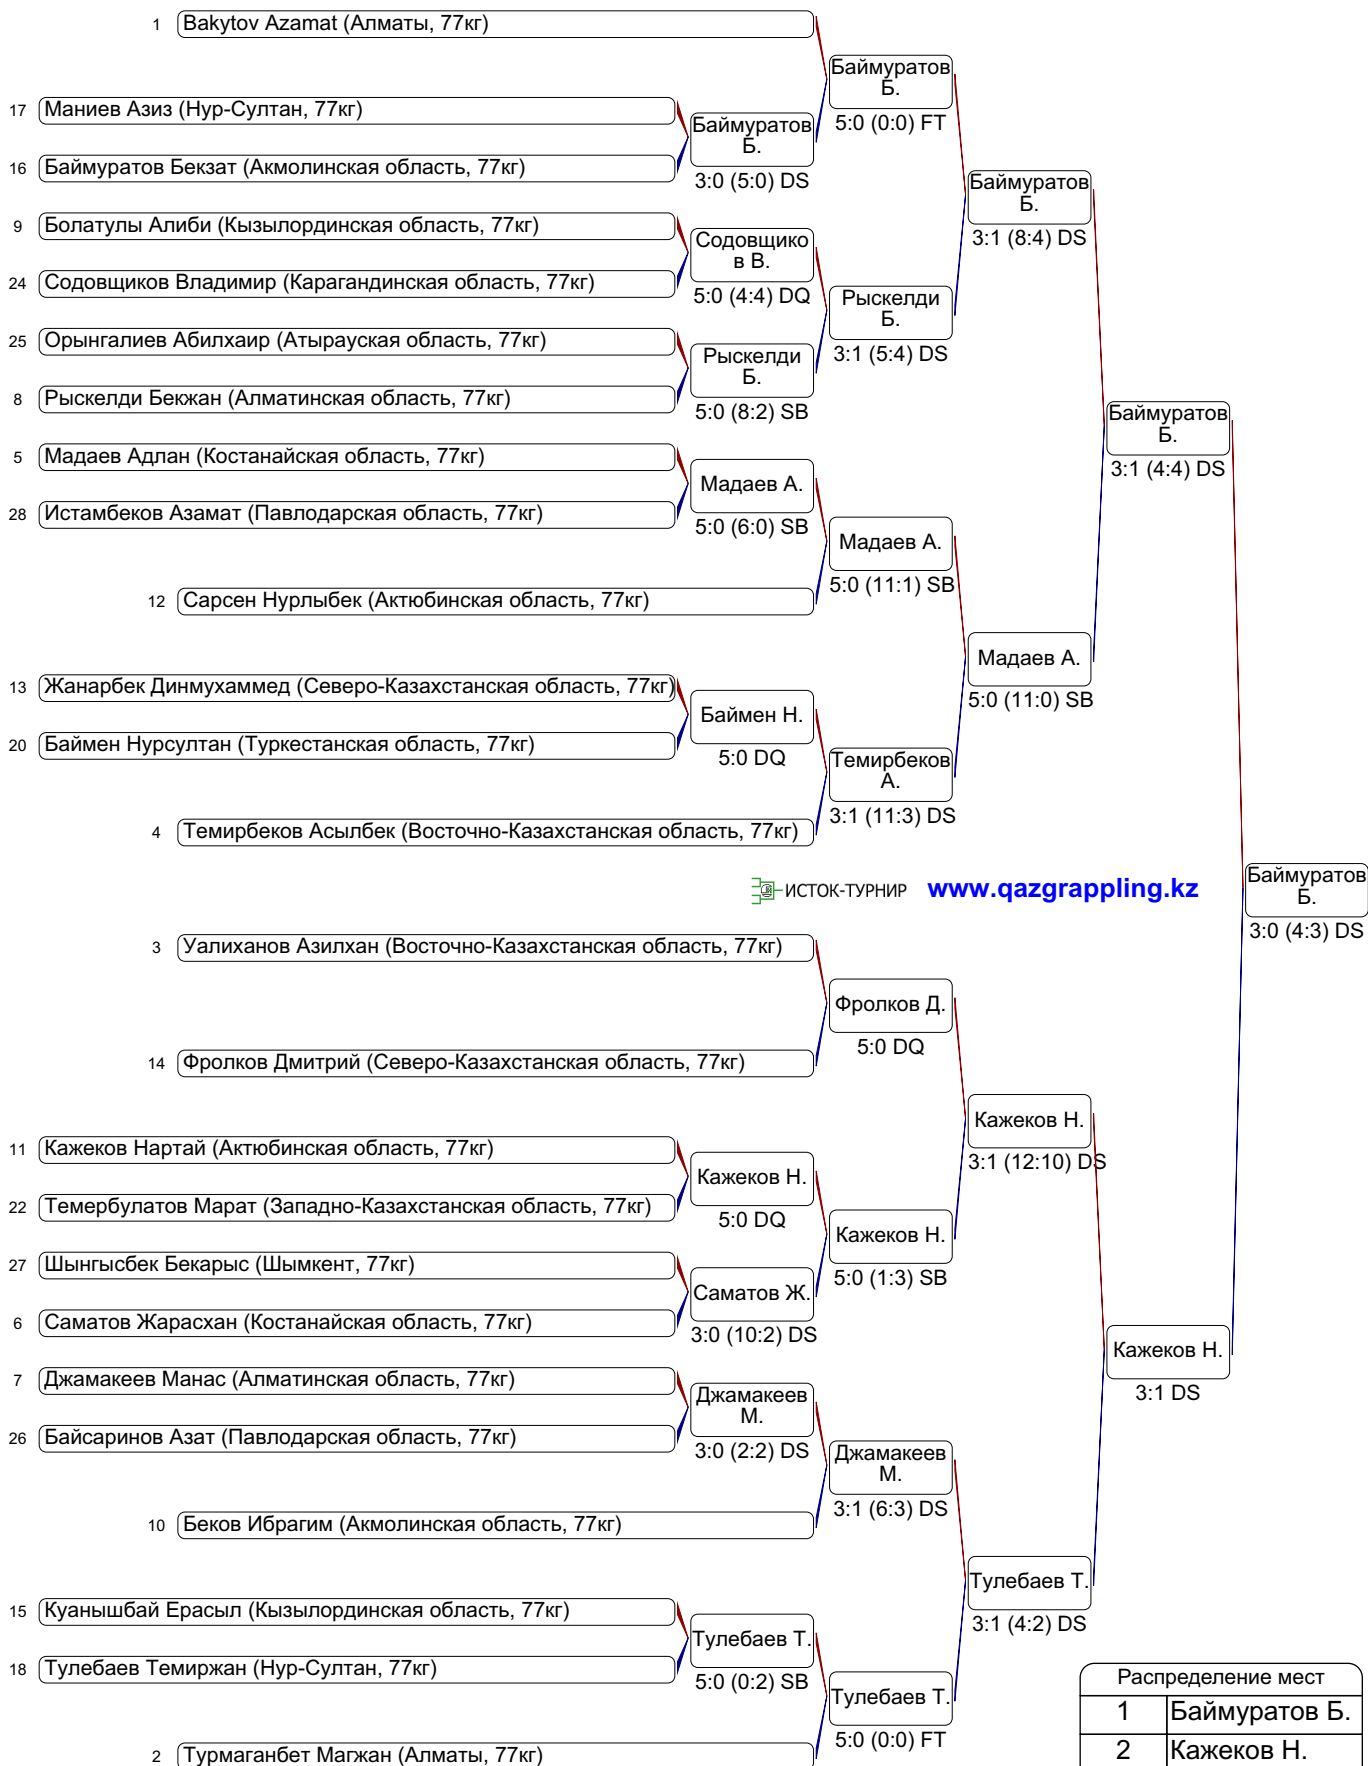 1 Bakytov Azamat (Алматы, 77кг)
Баймуратов
Б.
5:0 (0:0) FT
17 Маниев Азиз (Нур-Султан, 77кг)
Баймуратов
Б.
3:0 (5:0) DS
16 Баймуратов Бекзат (Акмолинская область, 77кг)
Баймуратов
Б.
3:1 (8:4) DS
9 Болатулы Алиби (Кызылординская область, 77кг)
Содовщико
в В.
5:0 (4:4) DQ
24 Содовщиков Владимир (Карагандинская область, 77кг)
Рыскелди
Б.
3:1 (5:4) DS
25 Орынгалиев Абилхаир (Атырауская область, 77кг)
Рыскелди
Б.
5:0 (8:2) SB
8 Рыскелди Бекжан (Алматинская область, 77кг)
Баймуратов
Б.
3:1 (4:4) DS
5 Мадаев Адлан (Костанайская область, 77кг)
Мадаев А.
5:0 (6:0) SB
28 Истамбеков Азамат (Павлодарская область, 77кг)
Мадаев А.
5:0 (11:1) SB
12 Сарсен Нурлыбек (Актюбинская область, 77кг)
Мадаев А.
5:0 (11:0) SB
13 Жанарбек Динмухаммед (Северо-Казахстанская область, 77кг)
Баймен Н.
5:0 DQ
20 Баймен Нурсултан (Туркестанская область, 77кг)
Темирбеков
А.
3:1 (11:3) DS
4 Темирбеков Асылбек (Восточно-Казахстанская область, 77кг)
ИСТОК-ТУРНИР www.qazgrappling.kz
Баймуратов
Б.
3:0 (4:3) DS
3 Уалиханов Азилхан (Восточно-Казахстанская область, 77кг)
Фролков Д.
5:0 DQ
14 Фролков Дмитрий (Северо-Казахстанская область, 77кг)
Кажеков Н.
3:1 (12:10) DS
11 Кажеков Нартай (Актюбинская область, 77кг)
Кажеков Н.
5:0 DQ
22 Темербулатов Марат (Западно-Казахстанская область, 77кг)
Кажеков Н.
5:0 (1:3) SB
27 Шынгысбек Бекарыс (Шымкент, 77кг)
Саматов Ж.
3:0 (10:2) DS
6 Саматов Жарасхан (Костанайская область, 77кг)
Кажеков Н.
3:1 DS
7 Джамакеев Манас (Алматинская область, 77кг)
Джамакеев
М.
3:0 (2:2) DS
26 Байсаринов Азат (Павлодарская область, 77кг)
Джамакеев
М.
3:1 (6:3) DS
10 Беков Ибрагим (Акмолинская область, 77кг)
Тулебаев Т.
3:1 (4:2) DS
15 Куанышбай Ерасыл (Кызылординская область, 77кг)
Тулебаев Т.
5:0 (0:2) SB
18 Тулебаев Темиржан (Нур-Султан, 77кг)
Тулебаев Т.
5:0 (0:0) FT
2 Турмаганбет Магжан (Алматы, 77кг)
Распределение мест
1 Баймуратов Б.
2 Кажеков Н.